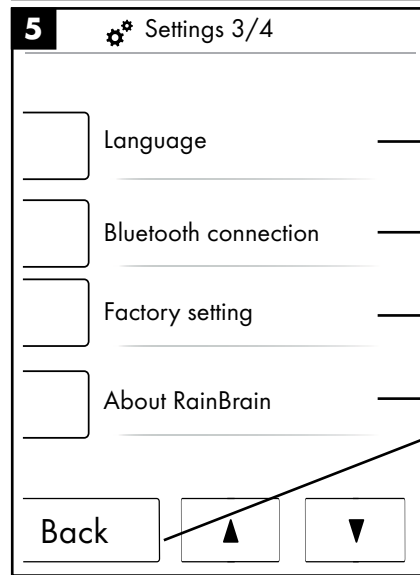 5
Settings 3/4
Language
Bluetooth connection
Factory setting
About RainBrain
Back